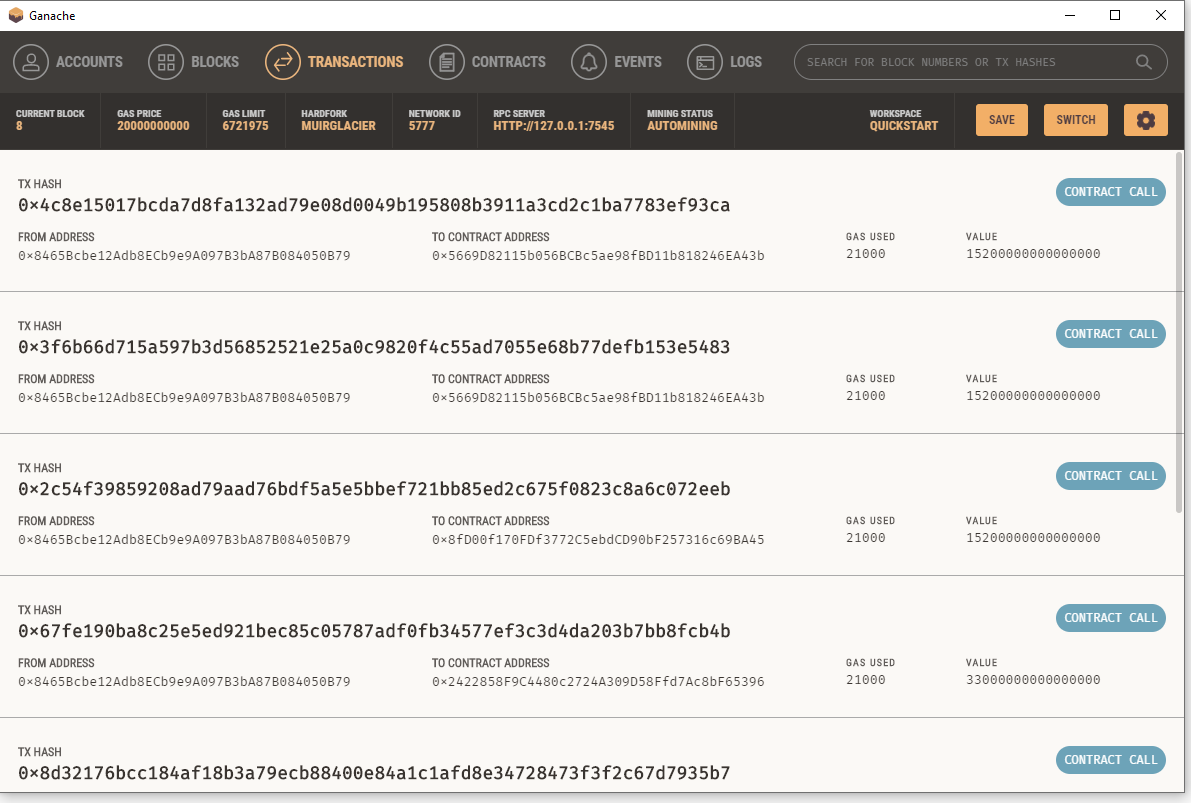 Ganache
ACCOUNTS BLOCKS TRANSACTIONS CONTRACTS EVENTS LOGS SEARCH FOR BLOCK NUMBERS OR TX HASHES
CURRENT BLOCK GAS PRICE GAS LIMIT HARDFORK NETWORK ID RPC SERVER MINING STATUS WORKSPACE
8 20000000000 6721975 MUIRGLACIER 5777 HTTP://127.0.0.1:7545 AUTOMINING QUICKSTART SAVE SWITCH
TX HASH
0×4c8e15017bcda7d8fa132ad79e08d0049b195808b3911a3cd2c1ba7783ef93ca CONTRACT CALL
FROM ADDRESS TO CONTRACT ADDRESS GAS USED VALUE
0×8465Bcbe12Adb8ECb9e9A097B3bA87B084050B79 0×5669D82115b056BCBc5ae98fBD11b818246EA43b 21000 15200000000000000
TX HASH
0×3f6b66d715a597b3d56852521e25a0c9820f4c55ad7055e68b77defb153e5483 CONTRACT CALL
FROM ADDRESS TO CONTRACT ADDRESS GAS USED VALUE
0×8465Bcbe12Adb8ECb9e9A097B3bA87B084050B79 0×5669D82115b056BCBc5ae98fBD11b818246EA43b 21000 15200000000000000
TX HASH
0×2c54f39859208ad79aad76bdf5a5e5bbef721bb85ed2c675f0823c8a6c072eeb CONTRACT CALL
FROM ADDRESS TO CONTRACT ADDRESS GAS USED VALUE
0×8465Bcbe12Adb8ECb9e9A097B3bA87B084050B79 0×8fD00f170FDf3772C5ebdCD90bF257316c69BA45 21000 15200000000000000
TX HASH
0×67fe190ba8c25e5ed921bec85c05787adf0fb34577ef3c3d4da203b7bb8fcb4b CONTRACT CALL
FROM ADDRESS TO CONTRACT ADDRESS GAS USED VALUE
0×8465Bcbe12Adb8ECb9e9A097B3bA87B084050B79 0×2422858F9C4480c2724A309D58Ffd7Ac8bF65396 21000 33000000000000000
TX HASH
0×8d32176bcc184af18b3a79ecb88400e84a1c1afd8e34728473f3f2c67d7935b7 CONTRACT CALL